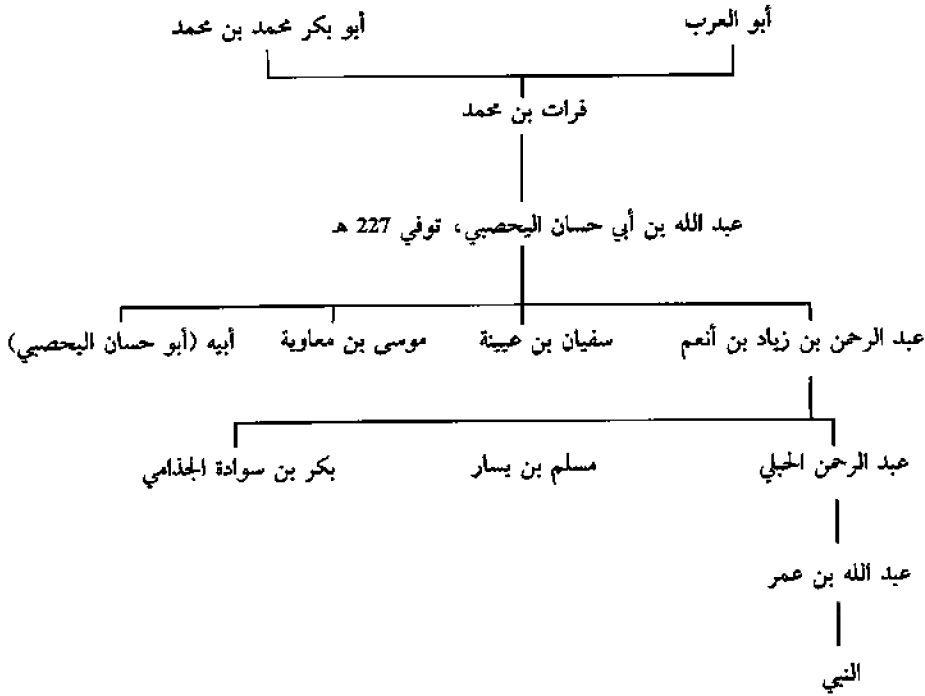 أبو العرب أبو بكر محمد بن محمد
فرات بن محمد
عبد الله بن أبي حسان اليحصبي، توفي 227 هـ
عبد الرحمن بن زياد بن أنعم سفيان بن عيينة موسى بن معاوية أبيه (أبو حسان اليحصبي)
عبد الرحمن الحبلي مسلم بن يسار بكر بن سوادة الجذامي
عبد الله بن عمر
النبي